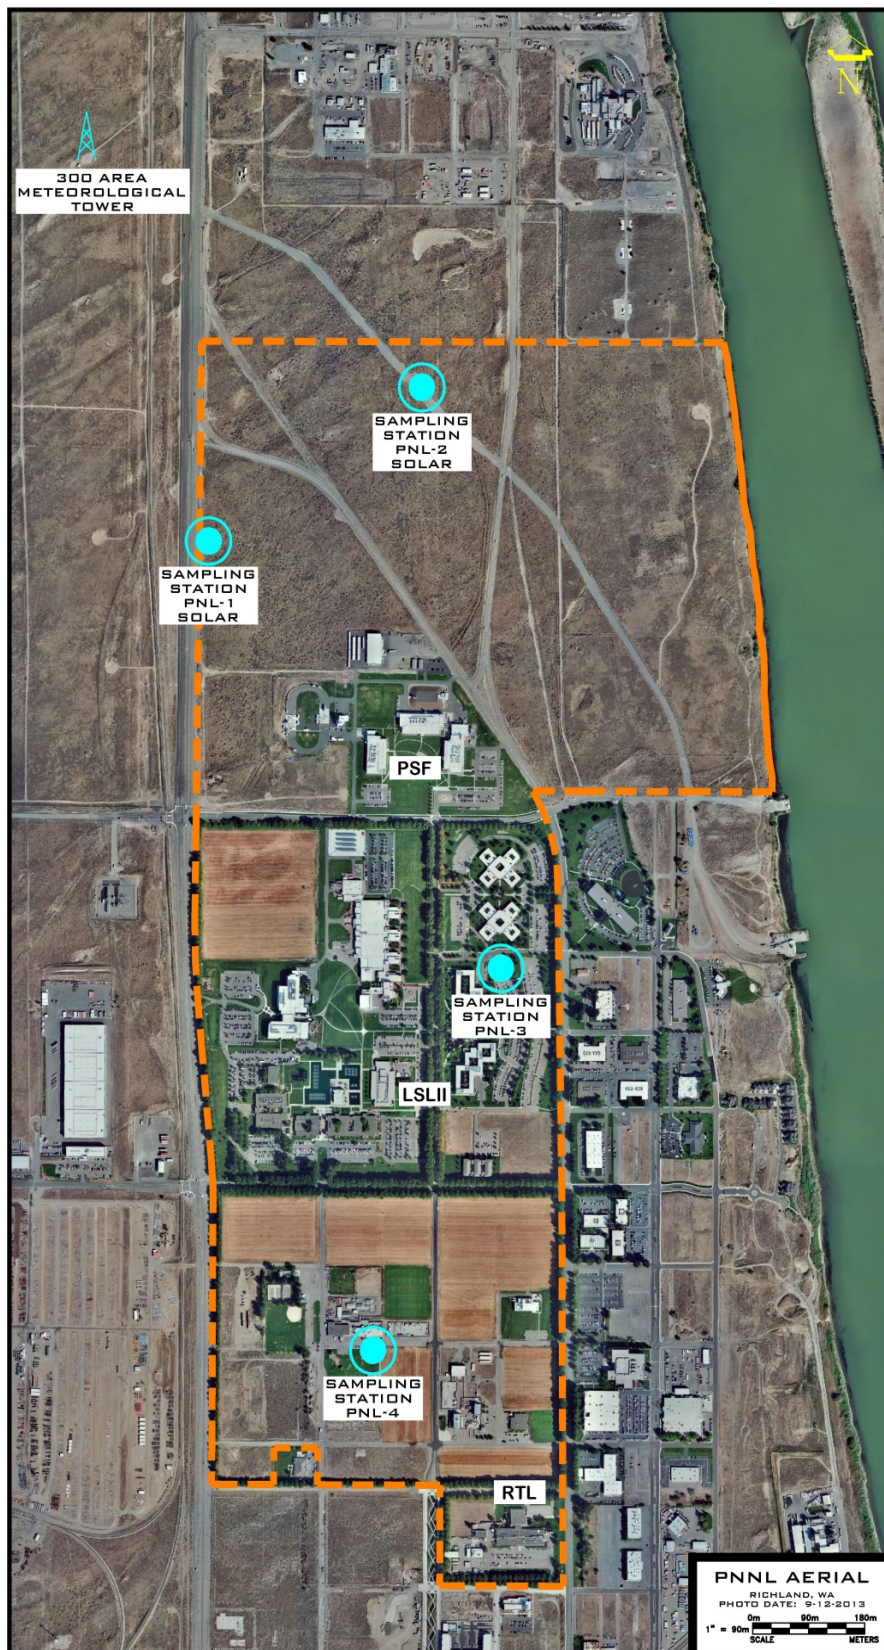 N
300 AREA
METEOROLOGICAL
TOWER
SAMPLING
STATION
PNL-2
SOLAR
SAMPLING
STATION
PNL-1
SOLAR
PSF
SAMPLING
STATION
PNL-3
LSLII
SAMPLING
STATION
PNL-4
RTL
PNNL AERIAL
RICHLAND, WA
PHOTO DATE: 9-12-2013
0m 90m 180m
1" = 90m
SCALE METERS